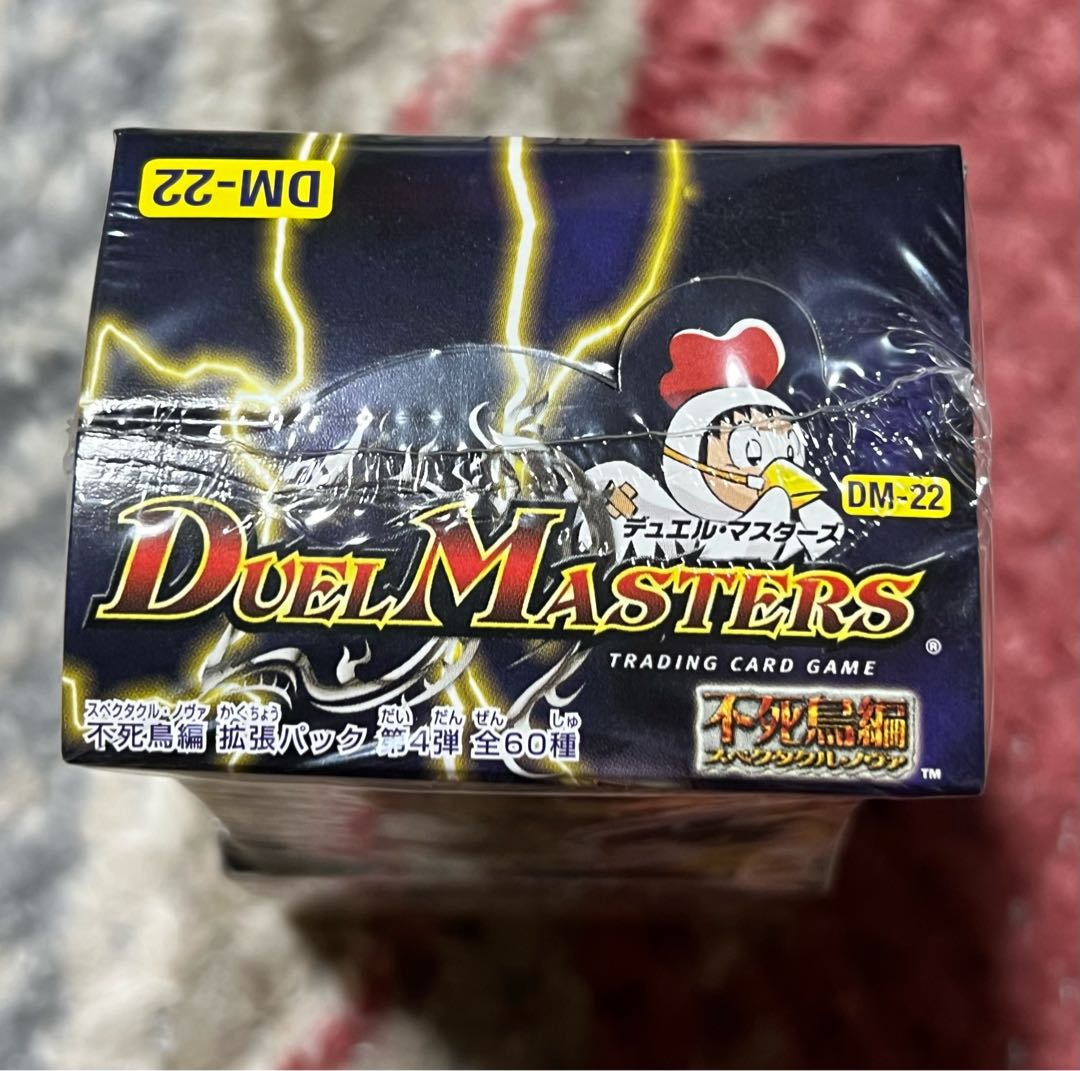 DM-22
DM-22
デュエル・マスターズ
DUEL MASTERS®
TRADING CARD GAME
スペクタクル・ノヴァ かくちょう だい だん ぜん しゅ
不死鳥編 拡張パック 第4弾 全60種
不死鳥編
スペクタクル・ノヴァ
TM